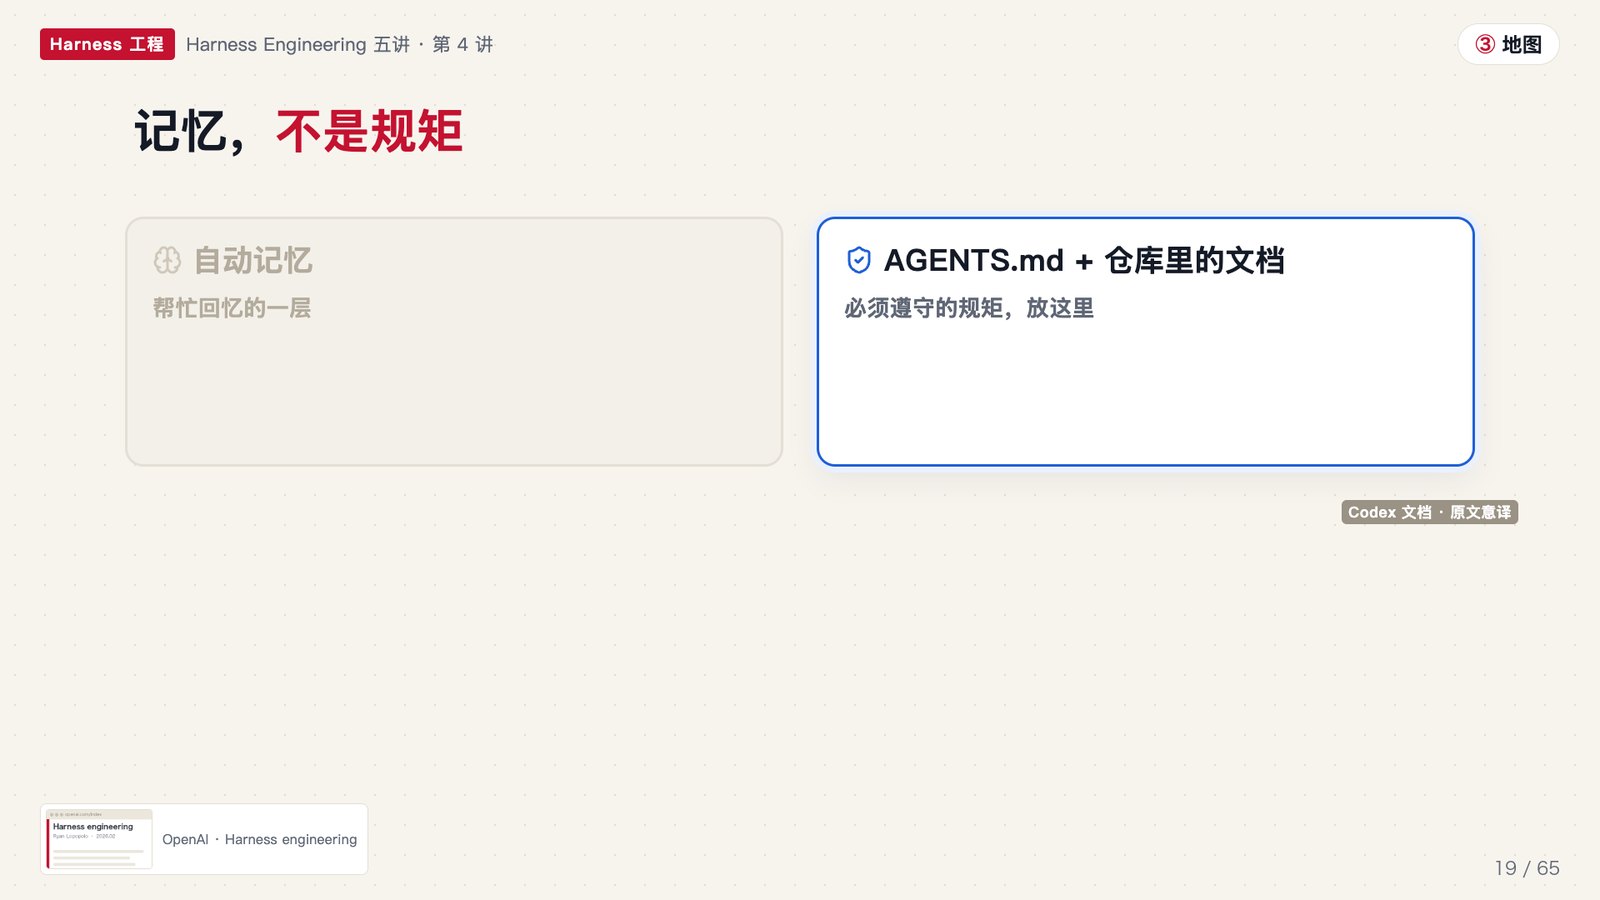 Harness 工程 Harness Engineering 五讲 · 第 4 讲
③ 地图
记忆，不是规矩
自动记忆
帮忙回忆的一层
AGENTS.md + 仓库里的文档
必须遵守的规矩，放这里
Codex 文档 · 原文意译
Harness engineering
OpenAI · Harness engineering
19 / 65